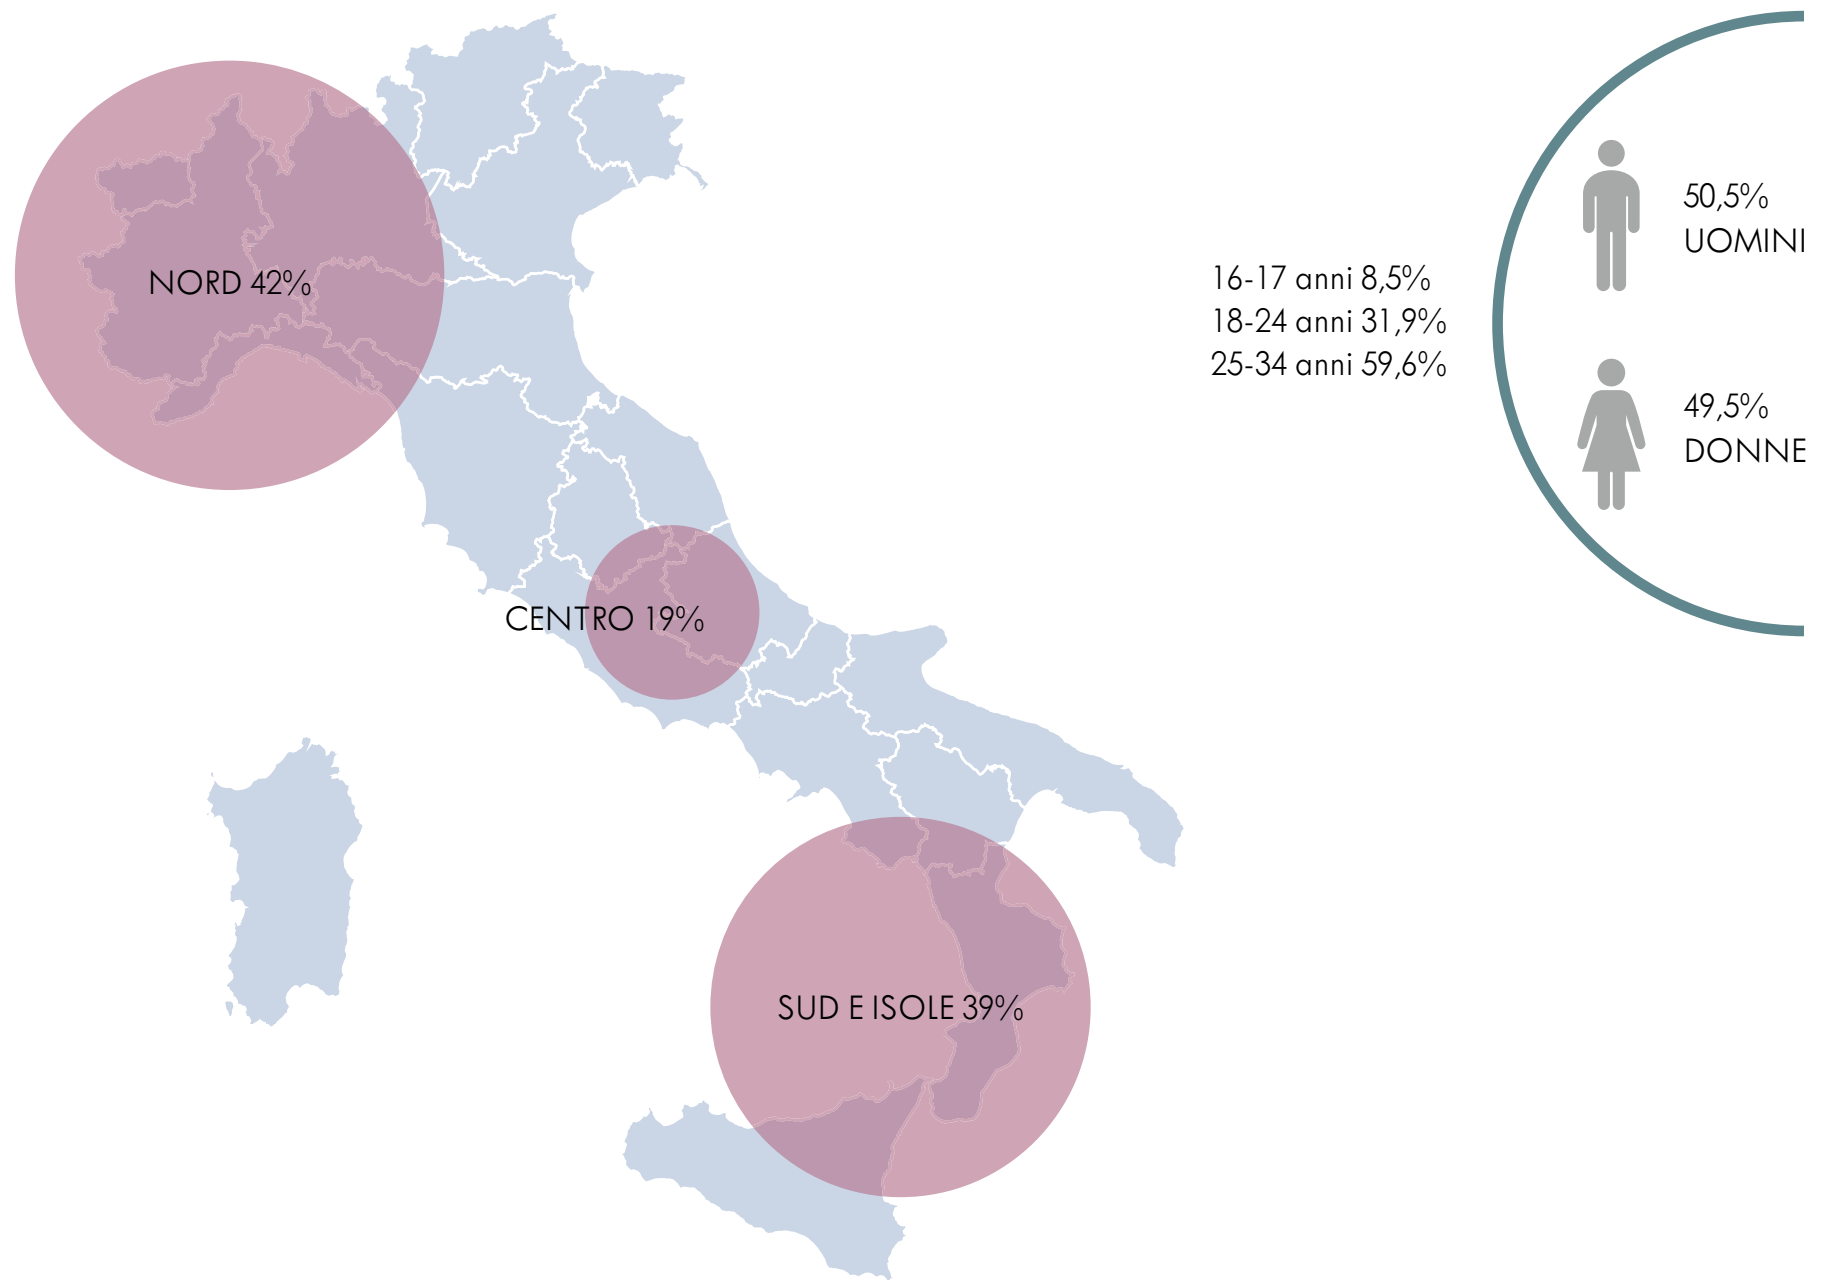 NORD 42%
CENTRO 19%
SUD E ISOLE 39%
16-17 anni 8,5%
18-24 anni 31,9%
25-34 anni 59,6%
50,5%
UOMINI
49,5%
DONNE